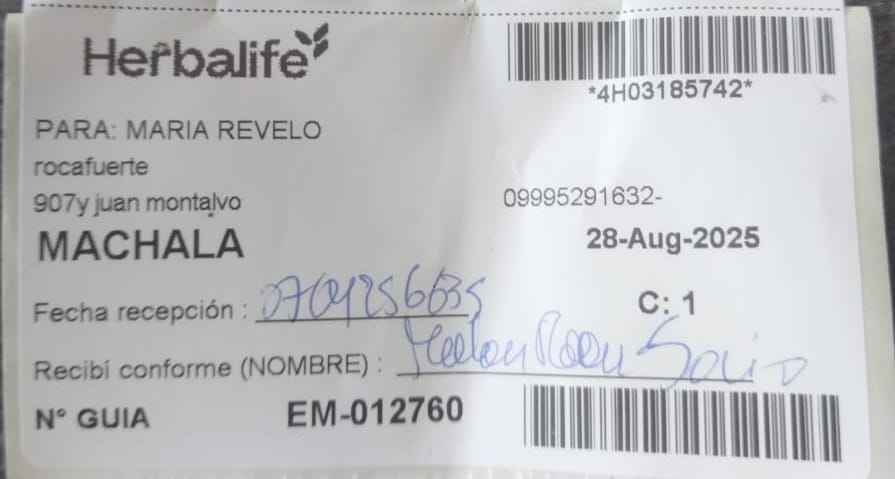 Herbalife
*4H03185742*
PARA: MARIA REVELO
rocafuerte
907y juan montalvo
09995291632-
MACHALA
28-Aug-2025
Fecha recepción : 0704256635
C: 1
Recibí conforme (NOMBRE) :
N° GUIA EM-012760